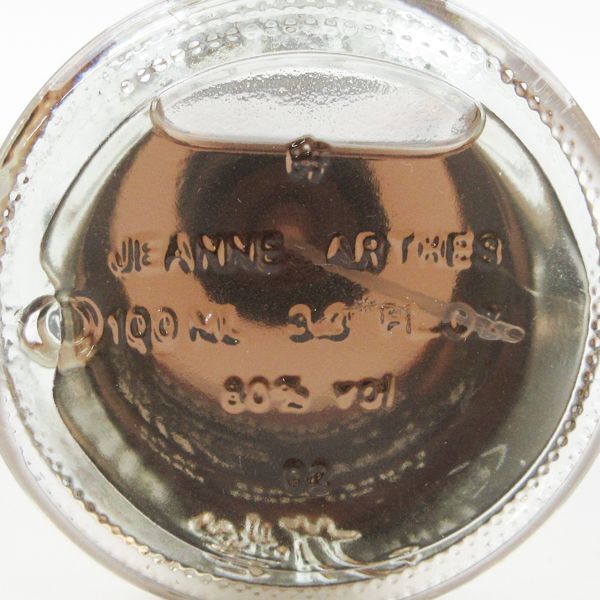 JEANNE ARTHES
100 ML 3.3 Fl. OZ
80% vol
02